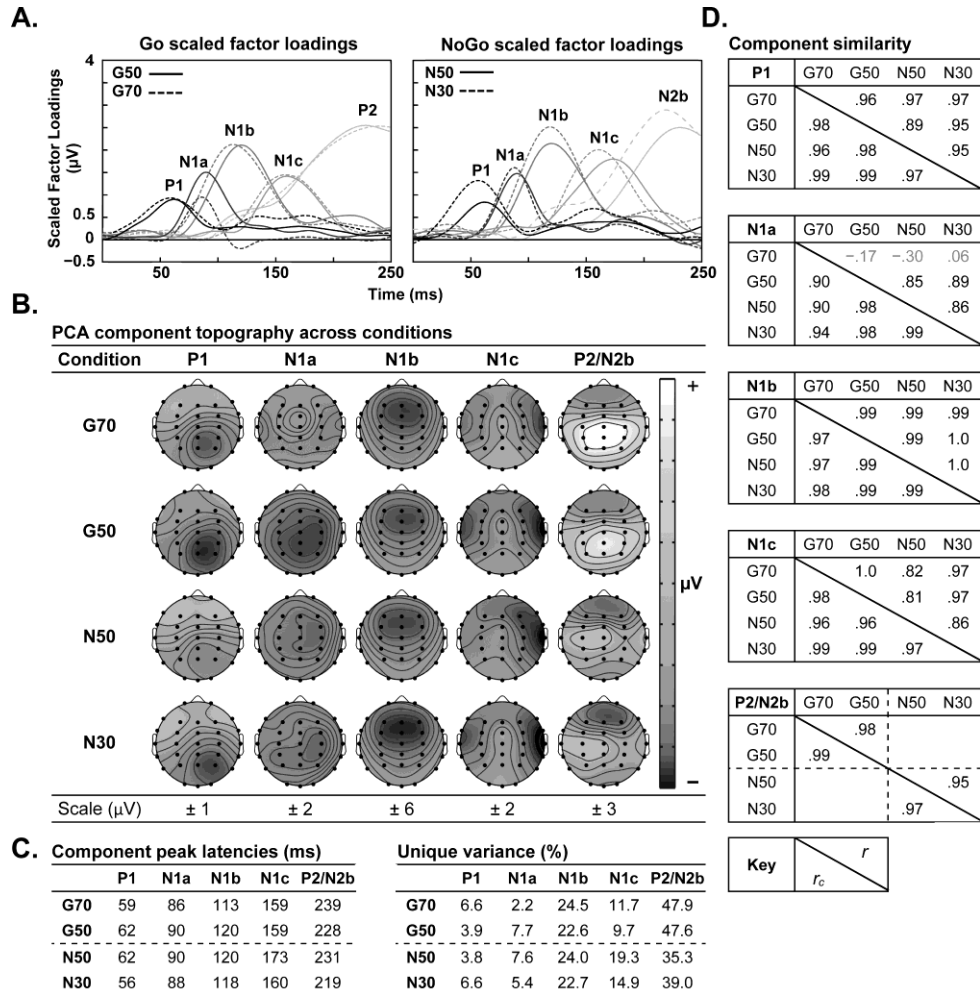 A.
Go scaled factor loadings
NoGo scaled factor loadings
Scaled Factor Loadings
(µV)
4
0.5
0
−0.5
G50
G70
P1
N1a
N1b
N1c
P2
N50
N30
P1
N1a
N1b
N1c
N2b
50 150 250
50 150 250
Time (ms)
B.
PCA component topography across conditions
Condition P1 N1a N1b N1c P2/N2b
G70
G50
N50
N30
+
µV
−
Scale (µV) ± 1 ± 2 ± 6 ± 2 ± 3
C.
Component peak latencies (ms)
P1 N1a N1b N1c P2/N2b
G70 59 86 113 159 239
G50 62 90 120 159 228
N50 62 90 120 173 231
N30 56 88 118 160 219
Unique variance (%)
P1 N1a N1b N1c P2/N2b
G70 6.6 2.2 24.5 11.7 47.9
G50 3.9 7.7 22.6 9.7 47.6
N50 3.8 7.6 24.0 19.3 35.3
N30 6.6 5.4 22.7 14.9 39.0
D.
Component similarity
P1 G70 G50 N50 N30
G70 .96 .97 .97
G50 .98 .89 .95
N50 .96 .98 .95
N30 .99 .99 .97
N1a G70 G50 N50 N30
G70 −.17 −.30 .06
G50 .90 .85 .89
N50 .90 .98 .86
N30 .94 .98 .99
N1b G70 G50 N50 N30
G70 .99 .99 .99
G50 .97 .99 1.0
N50 .97 .99 1.0
N30 .98 .99 .99
N1c G70 G50 N50 N30
G70 1.0 .82 .97
G50 .98 .81 .97
N50 .96 .96 .86
N30 .99 .99 .97
P2/N2b G70 G50 N50 N30
G70 .98
G50 .99
N50 .95
N30 .97
Key r
rc